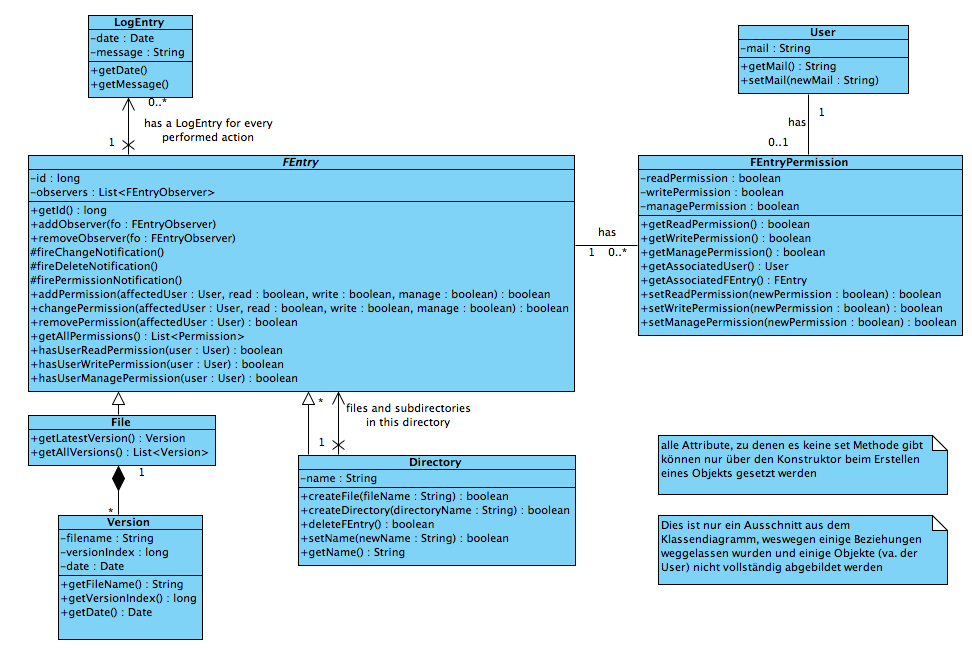 LogEntry
-date : Date
-message : String
+getDate()
+getMessage()
0..*
has a LogEntry for every
performed action
1
User
-mail : String
+getMail() : String
+setMail(newMail : String)
1
has
0..1
FEntry
-id : long
-observers : List<FEntryObserver>
+getId() : long
+addObserver(fo : FEntryObserver)
+removeObserver(fo : FEntryObserver)
#fireChangeNotification()
#fireDeleteNotification()
#firePermissionNotification()
+addPermission(affectedUser : User, read : boolean, write : boolean, manage : boolean) : boolean
+changePermission(affectedUser : User, read : boolean, write : boolean, manage : boolean) : boolean
+removePermission(affectedUser : User) : boolean
+getAllPermissions() : List<Permission>
+hasUserReadPermission(user : User) : boolean
+hasUserWritePermission(user : User) : boolean
+hasUserManagePermission(user : User) : boolean
has
1 0..*
FEntryPermission
-readPermission : boolean
-writePermission : boolean
-managePermission : boolean
+getReadPermission() : boolean
+getWritePermission() : boolean
+getManagePermission() : boolean
+getAssociatedUser() : User
+getAssociatedFEntry() : FEntry
+setReadPermission(newPermission : boolean) : boolean
+setWritePermission(newPermission : boolean) : boolean
+setManagePermission(newPermission : boolean) : boolean
File
+getLatestVersion() : Version
+getAllVersions() : List<Version>
1
*
Version
-filename : String
-versionIndex : long
-date : Date
+getFileName() : String
+getVersionIndex() : long
+getDate() : Date
*
files and subdirectories
in this directory
1
Directory
-name : String
+createFile(fileName : String) : boolean
+createDirectory(directoryName : String) : boolean
+deleteFEntry() : boolean
+setName(newName : String) : boolean
+getName() : String
alle Attribute, zu denen es keine set Methode gibt
können nur über den Konstruktor beim Erstellen
eines Objekts gesetzt werden
Dies ist nur ein Ausschnitt aus dem
Klassendiagramm, weswegen einige Beziehungen
weggelassen wurden und einige Objekte (va. der
User) nicht vollständig abgebildet werden